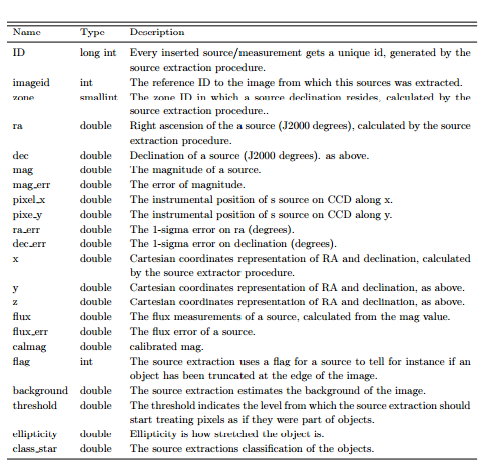 Name Type Description
ID long int Every inserted source/measurement gets a unique id, generated by the
source extraction procedure.
imageid int The reference ID to the image from which this sources was extracted.
zone smallint The zone ID in which a source declination resides, calculated by the
source extraction procedure..
ra double Right ascension of the a source (J2000 degrees), calculated by the source
extraction procedure.
dec double Declination of a source (J2000 degrees). as above.
mag double The magnitude of a source.
mag_err double The error of magnitude.
pixel_x double The instrumental position of s source on CCD along x.
pixe_y double The instrumental position of s source on CCD along y.
ra_err double The 1-sigma error on ra (degrees).
dec_err double The 1-sigma error on declination (degrees).
x double Cartesian coordinates representation of RA and declination, calculated
by the source extractor procedure.
y double Cartesian coordinates representation of RA and declination, as above.
z double Cartesian coordinates representation of RA and declination, as above.
flux double The flux measurements of a source, calculated from the mag value.
flux_err double The flux error of a source.
calmag double calibrated mag.
flag int The source extraction uses a flag for a source to tell for instance if an
object has been truncated at the edge of the image.
background double The source extraction estimates the background of the image.
threshold double The threshold indicates the level from which the source extraction should
start treating pixels as if they were part of objects.
ellipticity double Ellipticity is how stretched the object is.
class_star double The source extractions classification of the objects.